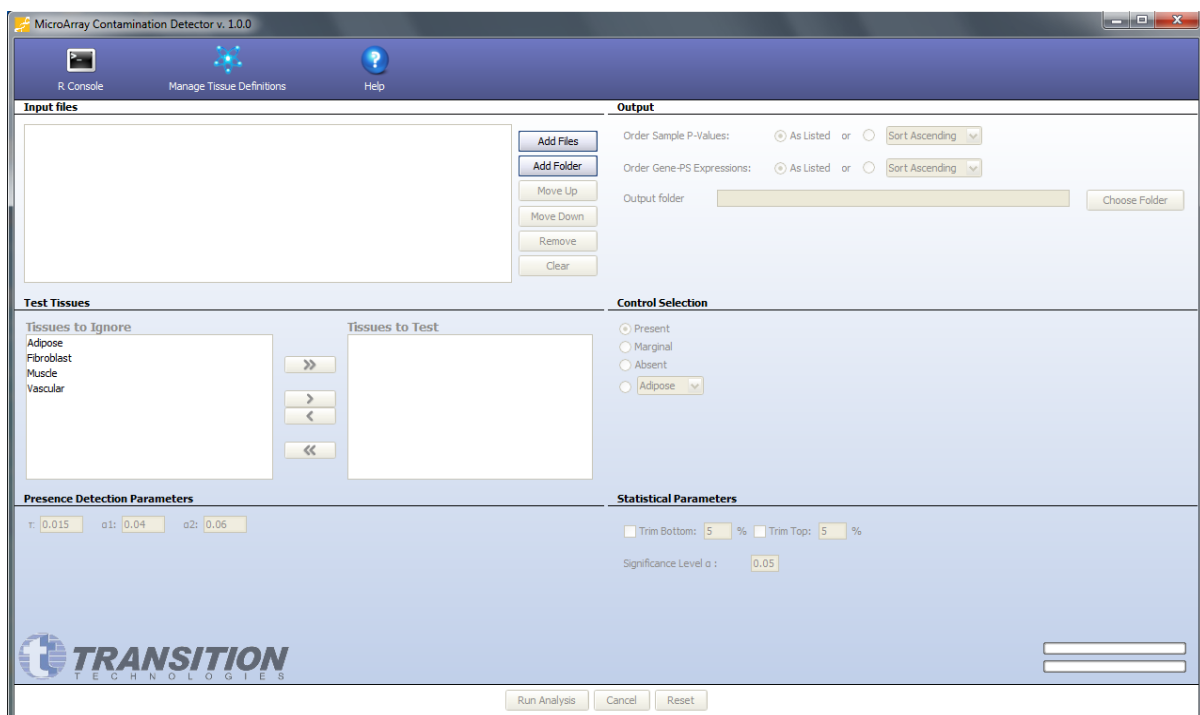 MicroArray Contamination Detector v. 1.0.0
R Console
Manage Tissue Definitions
Help
Input files
Add Files
Add Folder
Move Up
Move Down
Remove
Clear
Output
Order Sample P-Values: As Listed or Sort Ascending
Order Gene-PS Expressions: As Listed or Sort Ascending
Output folder Choose Folder
Test Tissues
Tissues to Ignore
Adipose
Fibroblast
Muscle
Vascular
>>
>
<
<<
Tissues to Test
Control Selection
Present
Marginal
Absent
Adipose
Presence Detection Parameters
τ: 0.015 α1: 0.04 α2: 0.06
Statistical Parameters
Trim Bottom: 5 % Trim Top: 5 %
Significance Level α : 0.05
t TRANSITION
TECHNOLOGIES
Run Analysis Cancel Reset